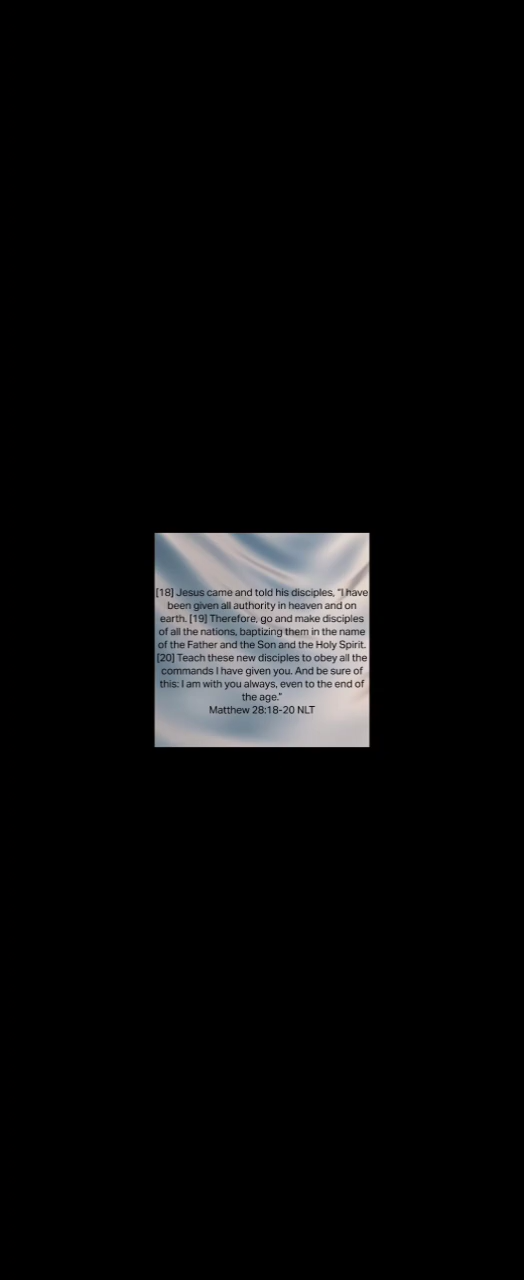 [18] Jesus came and told his disciples, “I have
been given all authority in heaven and on
earth. [19] Therefore, go and make disciples
of all the nations, baptizing them in the name
of the Father and the Son and the Holy Spirit.
[20] Teach these new disciples to obey all the
commands I have given you. And be sure of
this: I am with you always, even to the end of
the age.”
Matthew 28:18-20 NLT